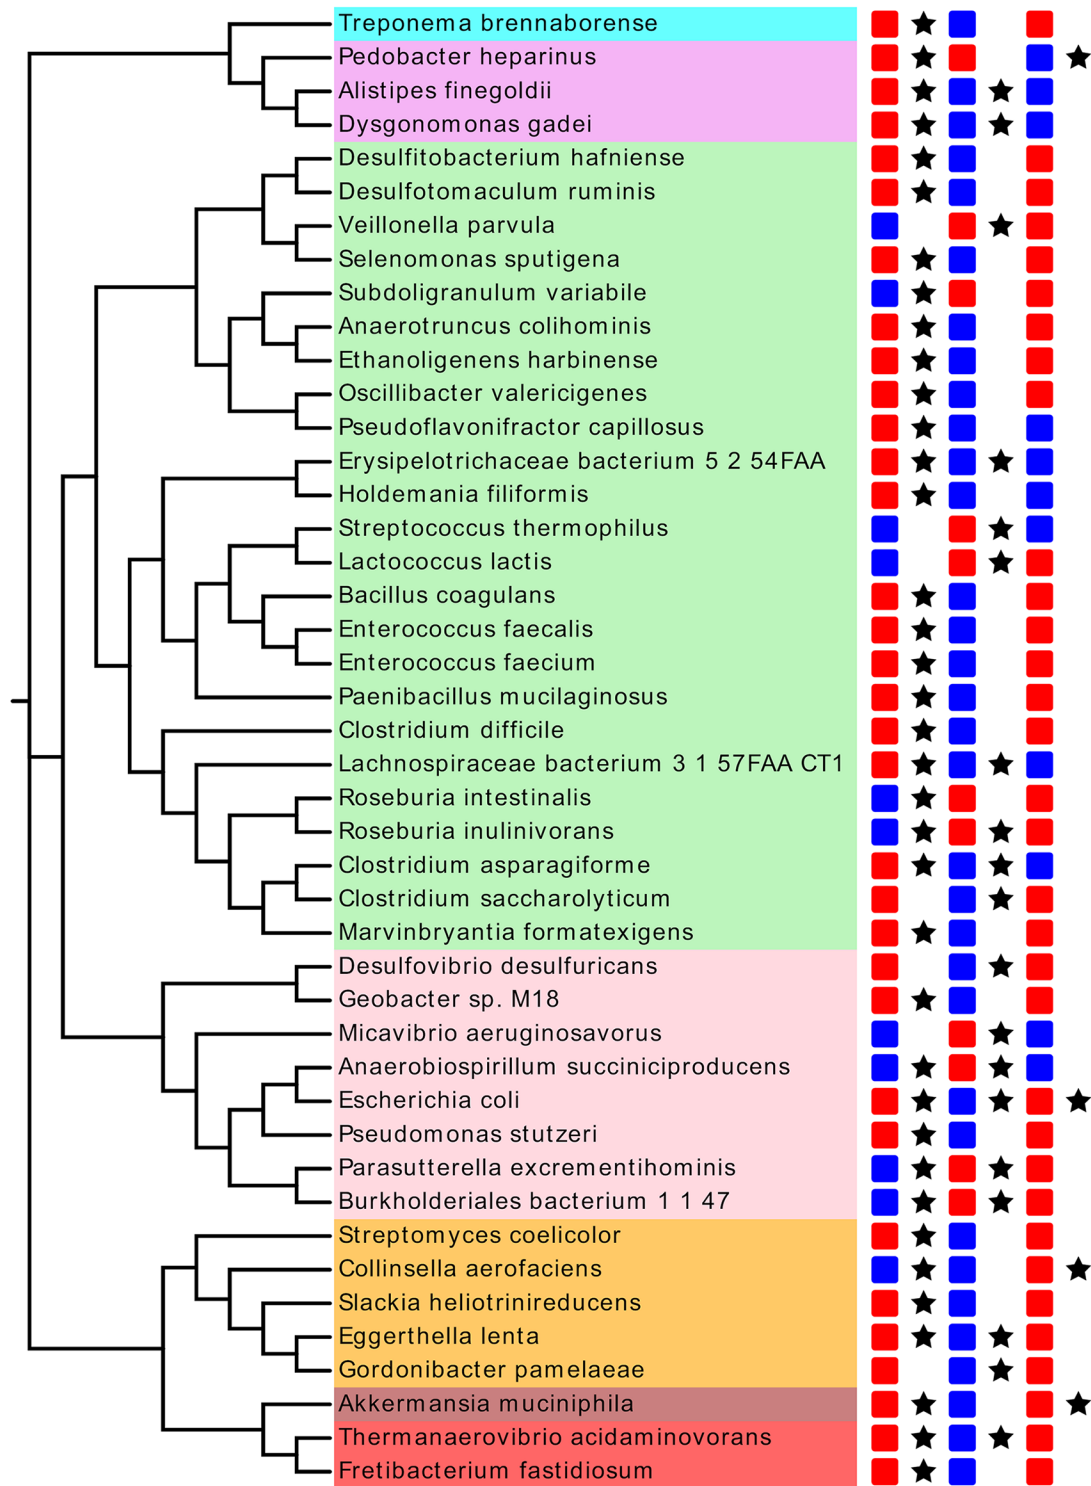 Treponema brennaborense
Pedobacter heparinus
Alistipes finegoldii
Dysgonomonas gadei
Desulfitobacterium hafniense
Desulfotomaculum ruminis
Veillonella parvula
Selenomonas sputigena
Subdoligranulum variabile
Anaerotruncus colihominis
Ethanoligenens harbinense
Oscillibacter valericigenes
Pseudoflavonifractor capillosus
Erysipelotrichaceae bacterium 5 2 54FAA
Holdemania filiformis
Streptococcus thermophilus
Lactococcus lactis
Bacillus coagulans
Enterococcus faecalis
Enterococcus faecium
Paenibacillus mucilaginosus
Clostridium difficile
Lachnospiraceae bacterium 3 1 57FAA CT1
Roseburia intestinalis
Roseburia inulinivorans
Clostridium asparagiforme
Clostridium saccharolyticum
Marvinbryantia formatexigens
Desulfovibrio desulfuricans
Geobacter sp. M18
Micavibrio aeruginosavorus
Anaerobiospirillum succiniciproducens
Escherichia coli
Pseudomonas stutzeri
Parasutterella excrementihominis
Burkholderiales bacterium 1 1 47
Streptomyces coelicolor
Collinsella aerofaciens
Slackia heliotrinireducens
Eggerthella lenta
Gordonibacter pamelaeae
Akkermansia muciniphila
Thermanaerovibrio acidaminovorans
Fretibacterium fastidiosum